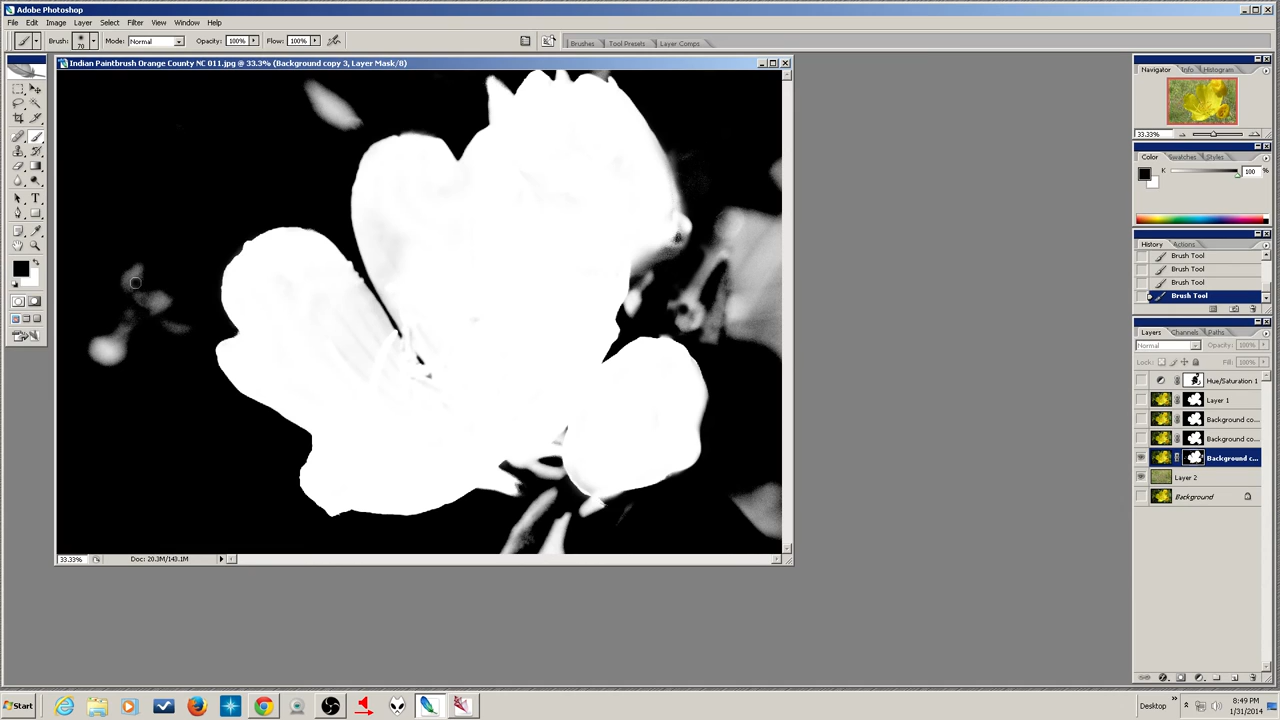 Adobe Photoshop
File Edit Image Layer Select Filter View Window Help
Brush: 70 Mode: Normal Opacity: 100% Flow: 100% Brushes Tool Presets Layer Comps
Indian Paintbrush Orange County NC 011.jpg @ 33.3% (Background copy 3, Layer Mask/8)
T
33.33% Doc: 20.3M/143.1M
Navigator Info Histogram
33.33%
Color Swatches Styles
K 100 %
History Actions
Brush Tool
Brush Tool
Brush Tool
Brush Tool
Layers Channels Paths
Normal Opacity: 100%
Lock: Fill: 100%
Hue/Saturation 1
Layer 1
Background co...
Background co...
Background c...
Layer 2
Background
Start Desktop » 8:49 PM
1/31/2014